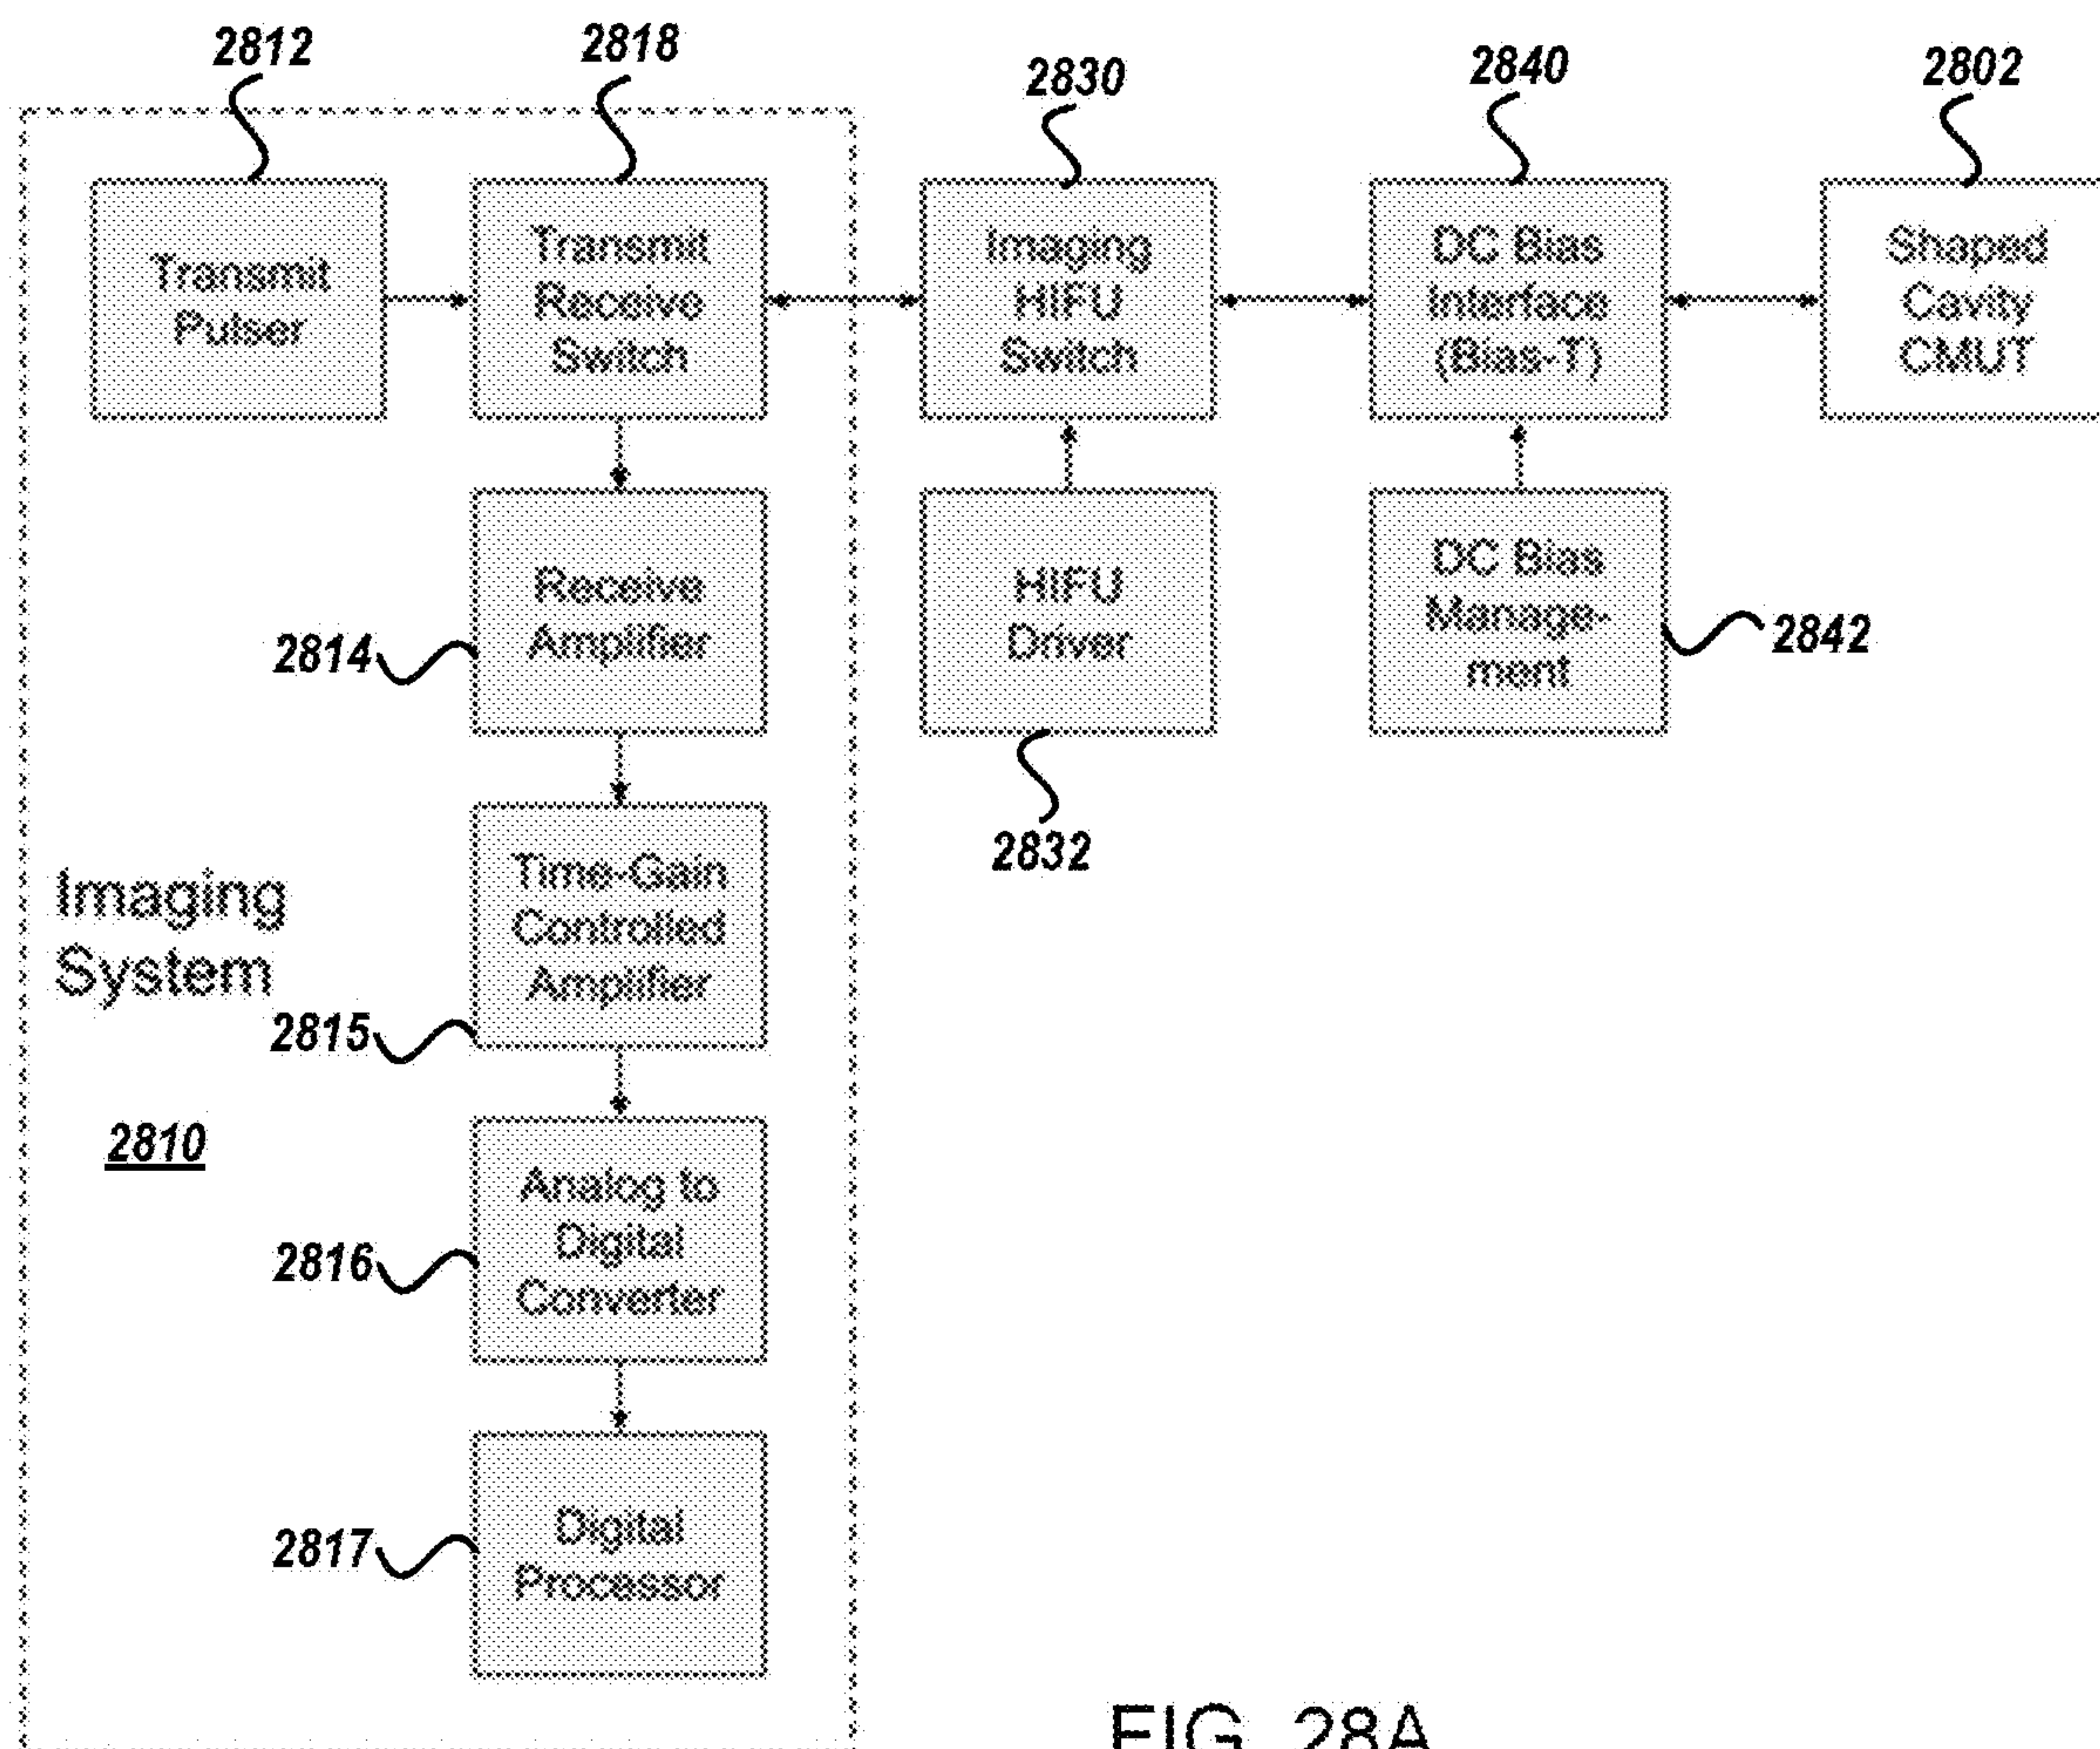 2812
2818
2830
2840
2802
Transmit
Pulser
Transmit
Receive
Switch
Imaging
HIFU
Switch
DC Bias
Interface
(Bias-T)
Shaped
Cavity
CMUT
Receive
Amplifier
2814
HIFU
Driver
2832
DC Bias
Manage-
ment
2842
Imaging
System
2810
Time-Gain
Controlled
Amplifier
2815
Analog to
Digital
Converter
2816
Digital
Processor
2817
FIG. 28A